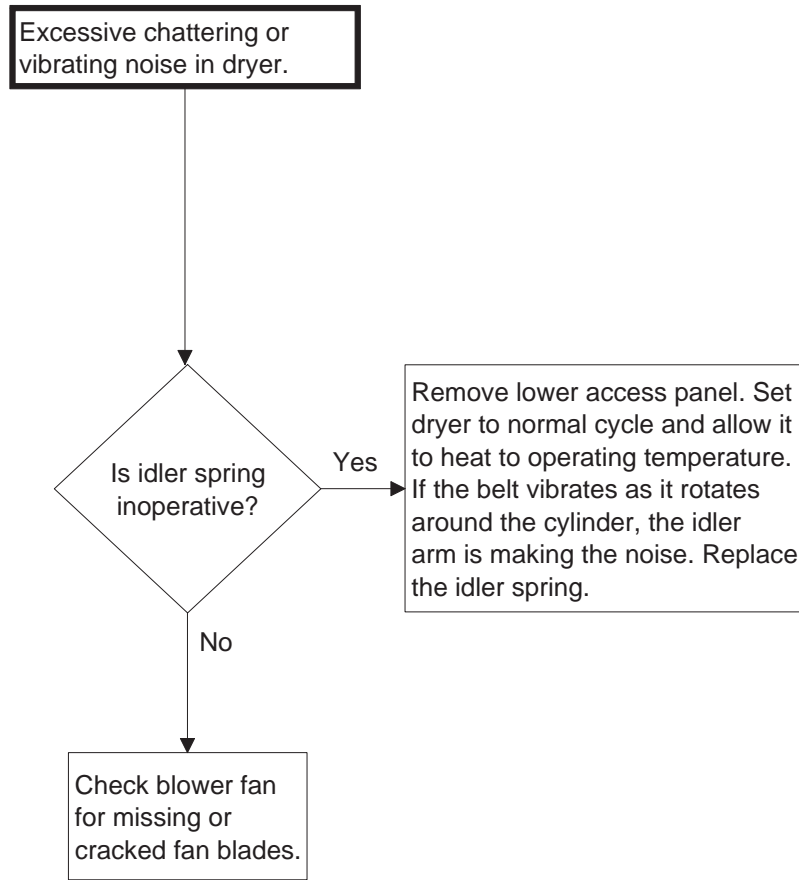 Excessive chattering or
vibrating noise in dryer.
Is idler spring
inoperative?
Yes
Remove lower access panel. Set
dryer to normal cycle and allow it
to heat to operating temperature.
If the belt vibrates as it rotates
around the cylinder, the idler
arm is making the noise. Replace
the idler spring.
No
Check blower fan
for missing or
cracked fan blades.